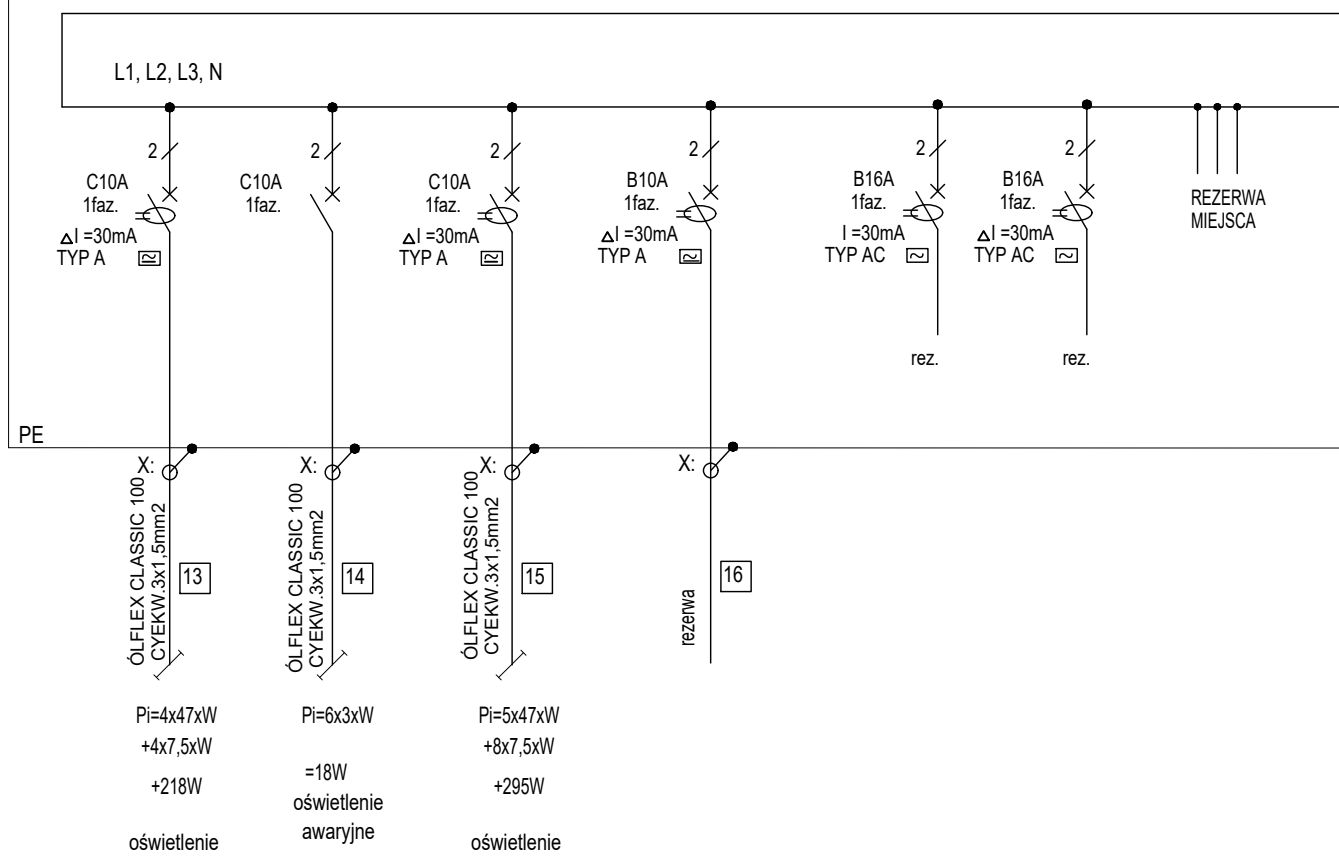 L1, L2, L3, N
2
C10A
1faz.
ΔI =30mA
TYP A
2
C10A
1faz.
2
C10A
1faz.
ΔI =30mA
TYP A
2
B10A
1faz.
ΔI =30mA
TYP A
2
B16A
1faz.
I =30mA
TYP AC ~
rez.
2
B16A
1faz.
ΔI =30mA
TYP AC ~
rez.
REZERWA
MIEJSCA
PE
X:
ÓLFLEX CLASSIC 100
CYEKW.3x1,5mm2
13
X:
ÓLFLEX CLASSIC 100
CYEKW.3x1,5mm2
14
X:
ÓLFLEX CLASSIC 100
CYEKW.3x1,5mm2
15
X:
rezerwa
16
Pi=4x47xW
+4x7,5xW
+218W
oświetlenie
Pi=6x3xW
=18W
oświetlenie
awaryjne
Pi=5x47xW
+8x7,5xW
+295W
oświetlenie